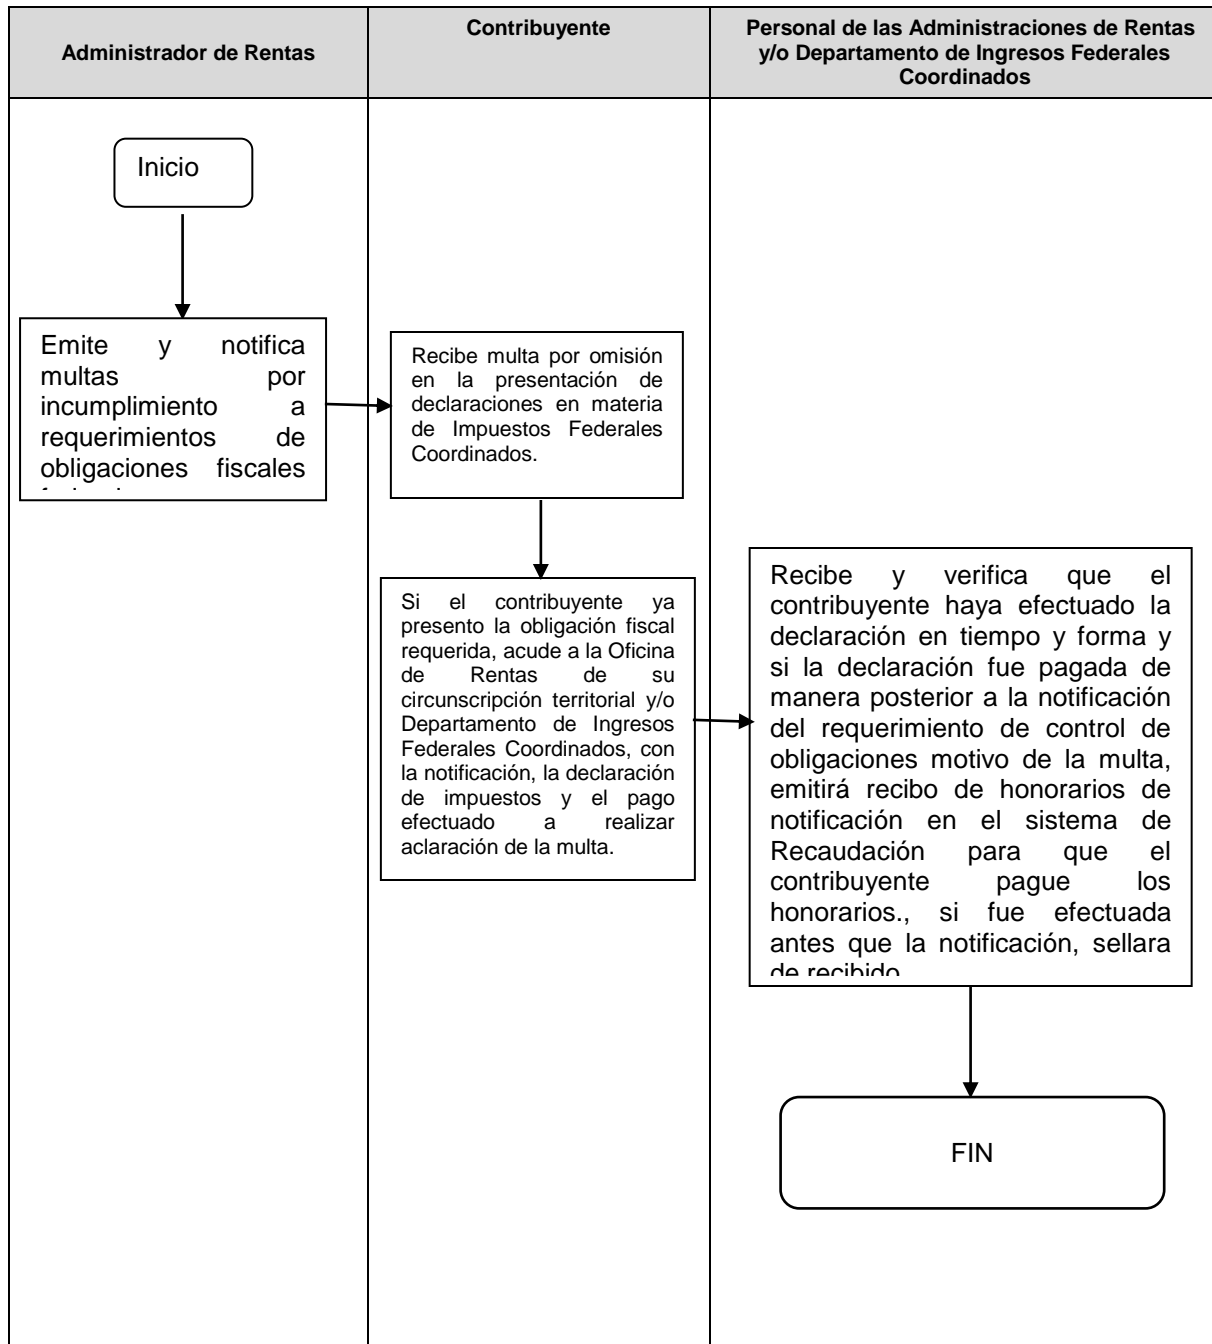 Administrador de Rentas
Contribuyente
Personal de las Administraciones de Rentas
y/o Departamento de Ingresos Federales
Coordinados
Inicio
Emite y notifica
multas por
incumplimiento a
requerimientos de
obligaciones fiscales
Recibe multa por omisión
en la presentación de
declaraciones en materia
de Impuestos Federales
Coordinados.
Si el contribuyente ya
presento la obligación fiscal
requerida, acude a la Oficina
de Rentas de su
circunscripción territorial y/o
Departamento de Ingresos
Federales Coordinados, con
la notificación, la declaración
de impuestos y el pago
efectuado a realizar
aclaración de la multa.
Recibe y verifica que el
contribuyente haya efectuado la
declaración en tiempo y forma y
si la declaración fue pagada de
manera posterior a la notificación
del requerimiento de control de
obligaciones motivo de la multa,
emitirá recibo de honorarios de
notificación en el sistema de
Recaudación para que el
contribuyente pague los
honorarios., si fue efectuada
antes que la notificación, sellara
de recibido
FIN